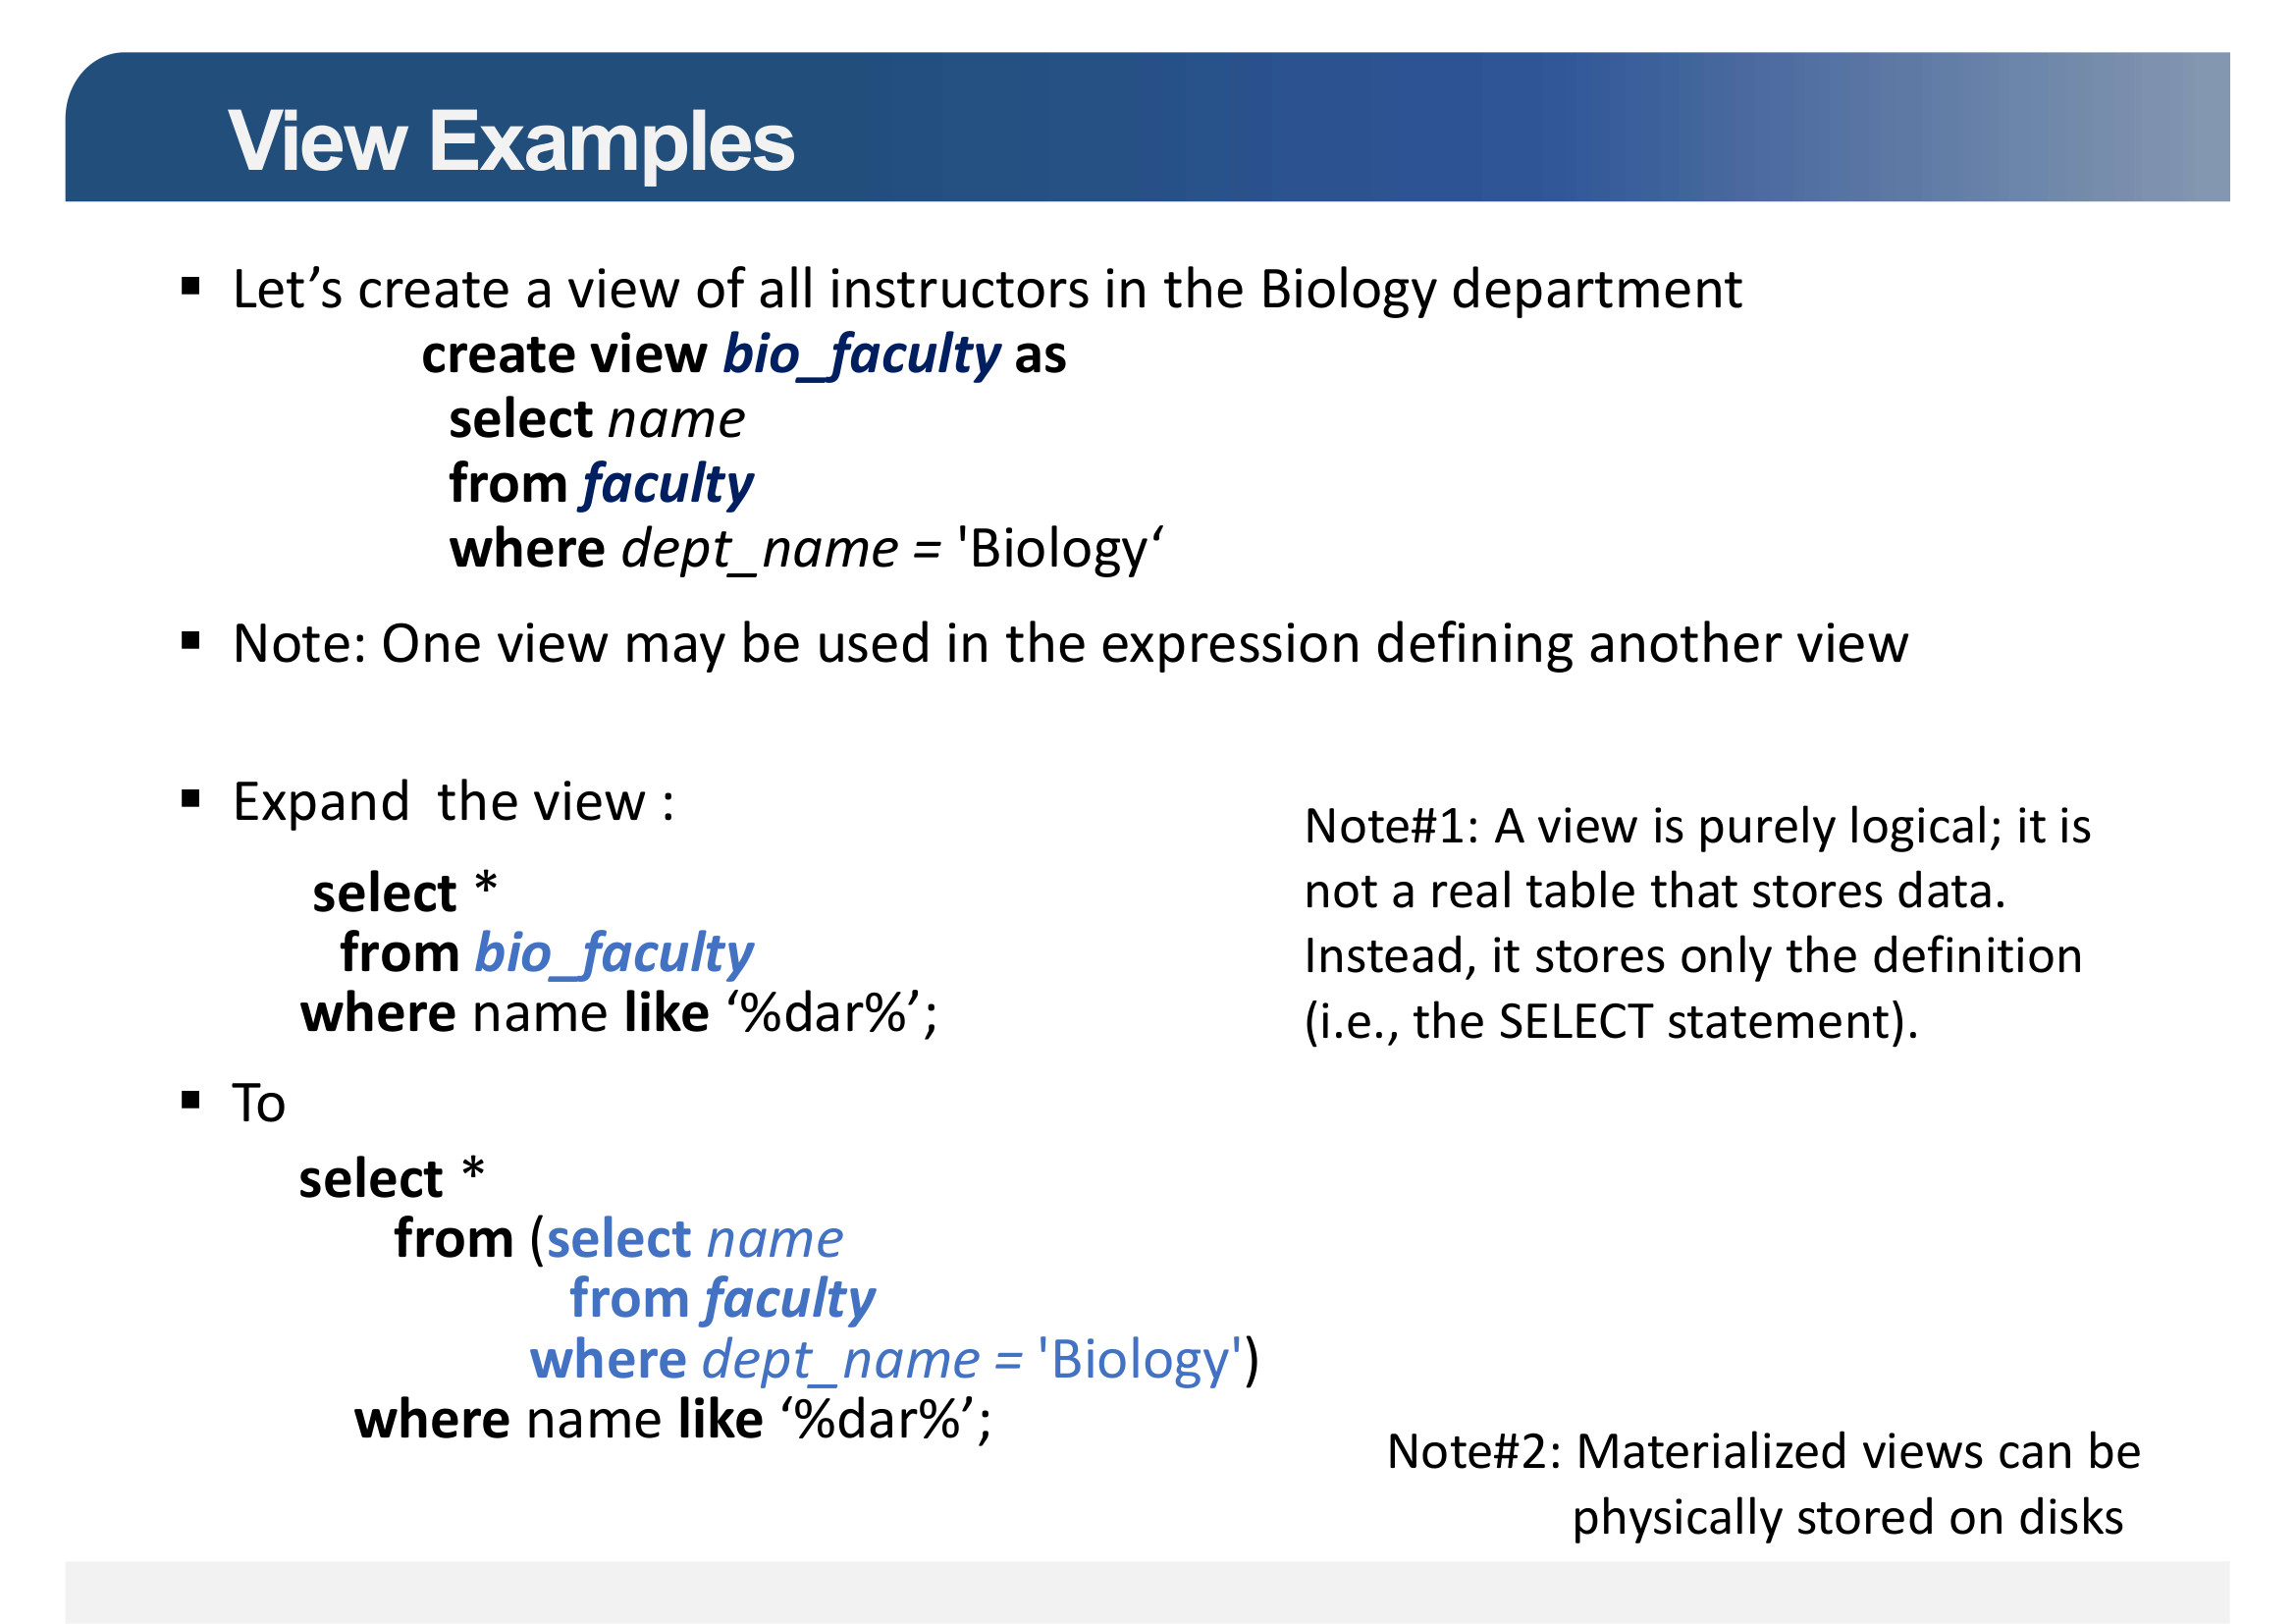 View Examples
▪ Let’s create a view of all instructors in the Biology department
create view bio_faculty as
select name
from faculty
where dept_name = 'Biology‘
▪ Note: One view may be used in the expression defining another view
▪ Expand the view :
select *
from bio_faculty
where name like ‘%dar%’;
▪ To
select *
from (select name
from faculty
where dept_name = 'Biology')
where name like ‘%dar%’;
Note#1: A view is purely logical; it is
not a real table that stores data.
Instead, it stores only the definition
(i.e., the SELECT statement).
Note#2: Materialized views can be
physically stored on disks